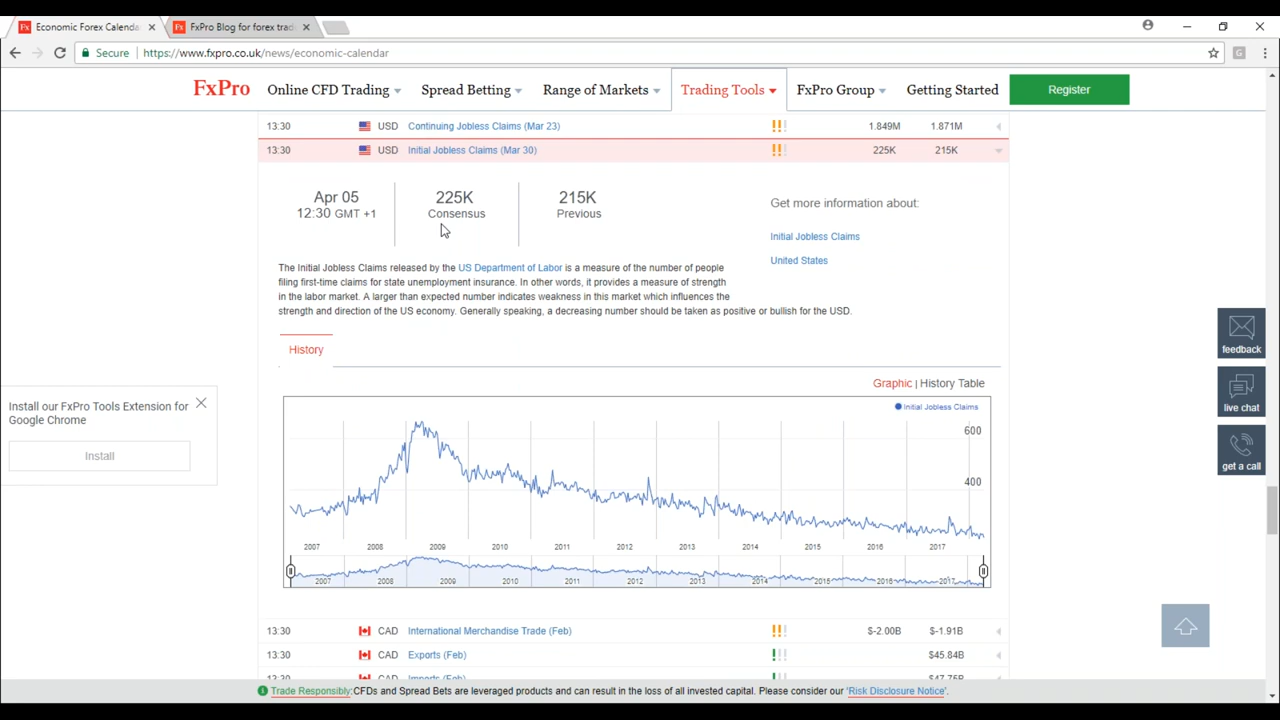 Economic Forex Calenda
FxPro Blog for forex trad
Secure
https://www.fxpro.co.uk/news/economic-calendar
FxPro
Online CFD Trading
Spread Betting
Range of Markets
Trading Tools
FxPro Group
Getting Started
Register
13:30 USD Continuing Jobless Claims (Mar 23) 1.849M 1.871M
13:30 USD Initial Jobless Claims (Mar 30) 225K 215K
Apr 05
12:30 GMT +1
225K
Consensus
215K
Previous
Get more information about:
Initial Jobless Claims
United States
The Initial Jobless Claims released by the US Department of Labor is a measure of the number of people
filing first-time claims for state unemployment insurance. In other words, it provides a measure of strength
in the labor market. A larger than expected number indicates weakness in this market which influences the
strength and direction of the US economy. Generally speaking, a decreasing number should be taken as positive or bullish for the USD.
History
Graphic | History Table
Initial Jobless Claims
600
400
2007 2008 2009 2010 2011 2012 2013 2014 2015 2016 2017
2007 2008 2009 2010 2011 2012 2013 2014 2015 2016 2017
Install our FxPro Tools Extension for
Google Chrome
Install
feedback
live chat
get a call
13:30 CAD International Merchandise Trade (Feb) $-2.00B $-1.91B
13:30 CAD Exports (Feb) $45.84B
13:30 CAD Imports (Feb) $47.75B
Trade Responsibly: CFDs and Spread Bets are leveraged products and can result in the loss of all invested capital. Please consider our 'Risk Disclosure Notice'.